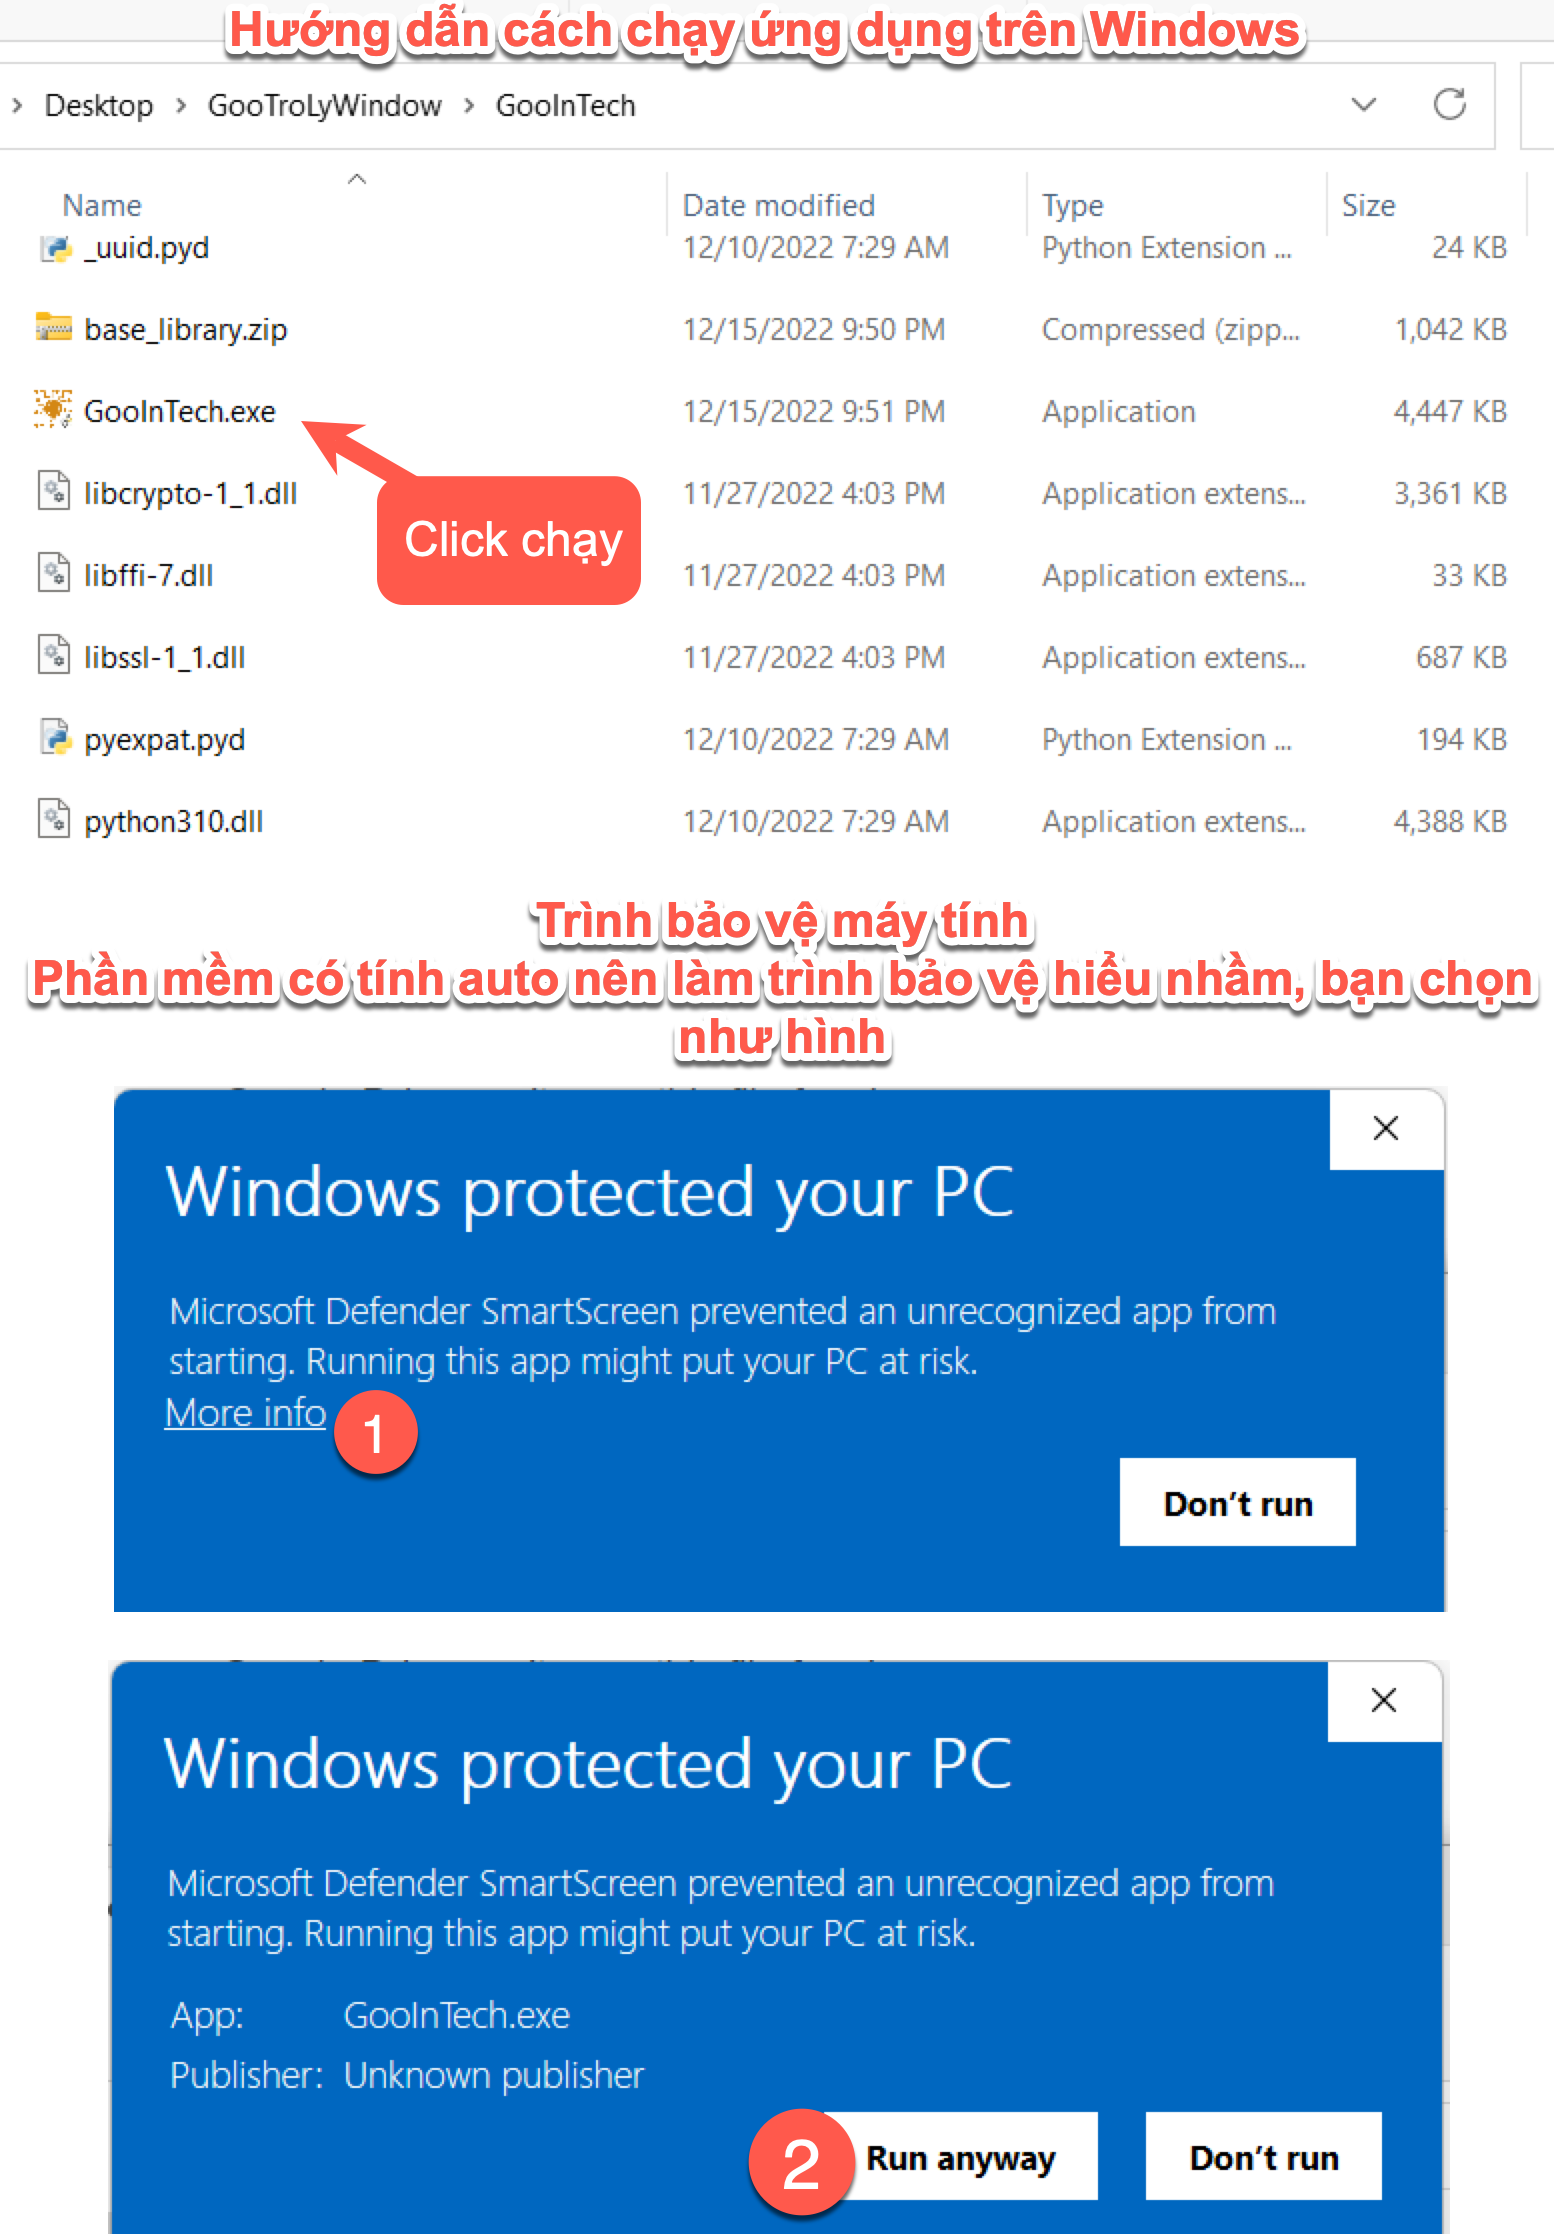 Hướng dẫn cách chạy ứng dụng trên Windows
Desktop > GooTroLyWindow > GooInTech
Name Date modified Type Size
_uuid.pyd 12/10/2022 7:29 AM Python Extension ... 24 KB
base_library.zip 12/15/2022 9:50 PM Compressed (zipp... 1,042 KB
GooInTech.exe 12/15/2022 9:51 PM Application 4,447 KB
libcrypto-1_1.dll 11/27/2022 4:03 PM Application extens... 3,361 KB
Click chạy
libffi-7.dll 11/27/2022 4:03 PM Application extens... 33 KB
libssl-1_1.dll 11/27/2022 4:03 PM Application extens... 687 KB
pyexpat.pyd 12/10/2022 7:29 AM Python Extension ... 194 KB
python310.dll 12/10/2022 7:29 AM Application extens... 4,388 KB
Trình bảo vệ máy tính
Phần mềm có tính auto nên làm trình bảo vệ hiểu nhầm, bạn chọn
như hình
Windows protected your PC
Microsoft Defender SmartScreen prevented an unrecognized app from
starting. Running this app might put your PC at risk.
More info 1
Don't run
Windows protected your PC
Microsoft Defender SmartScreen prevented an unrecognized app from
starting. Running this app might put your PC at risk.
App: GooInTech.exe
Publisher: Unknown publisher
2 Run anyway Don't run